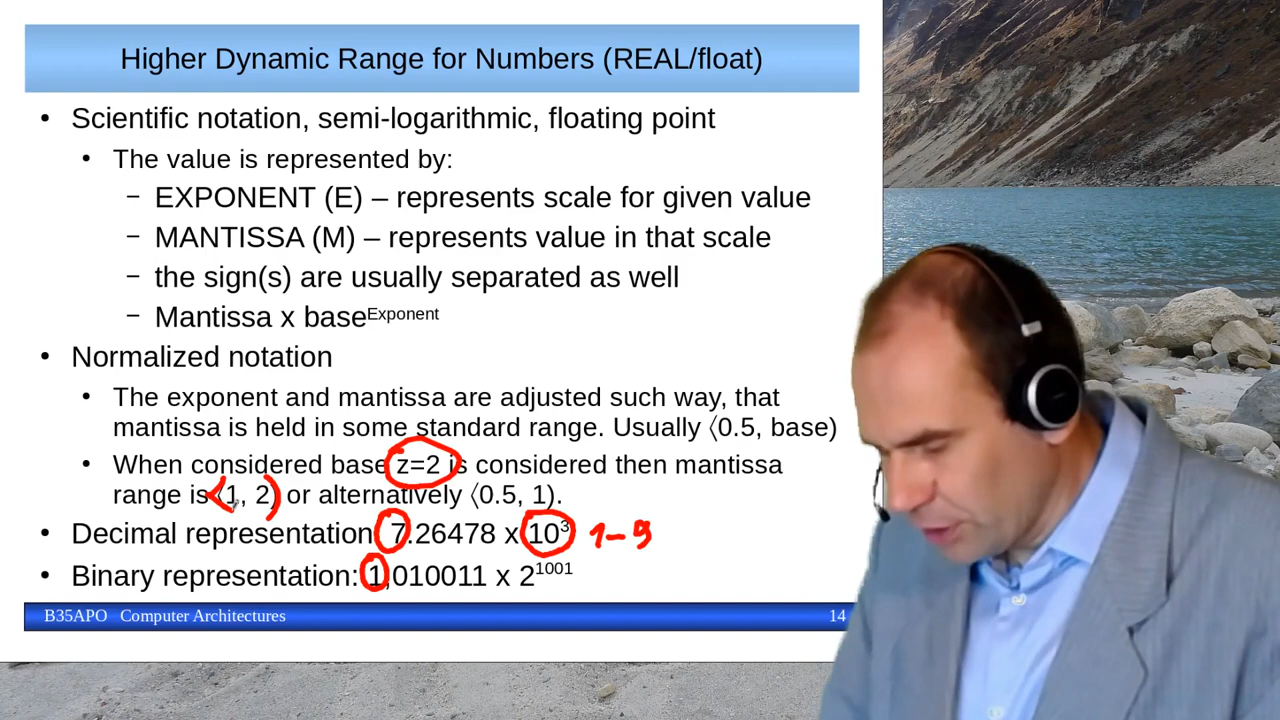 Higher Dynamic Range for Numbers (REAL/float)
• Scientific notation, semi-logarithmic, floating point
• The value is represented by:
– EXPONENT (E) – represents scale for given value
– MANTISSA (M) – represents value in that scale
– the sign(s) are usually separated as well
– Mantissa x base^Exponent
• Normalized notation
• The exponent and mantissa are adjusted such way, that
mantissa is held in some standard range. Usually ⟨0.5, base)
• When considered base z=2 is considered then mantissa
range is ⟨1, 2) or alternatively ⟨0.5, 1).
• Decimal representation: 7.26478 x 10³ 1–9
• Binary representation: 1,010011 x 2¹⁰⁰¹
B35APO Computer Architectures 14